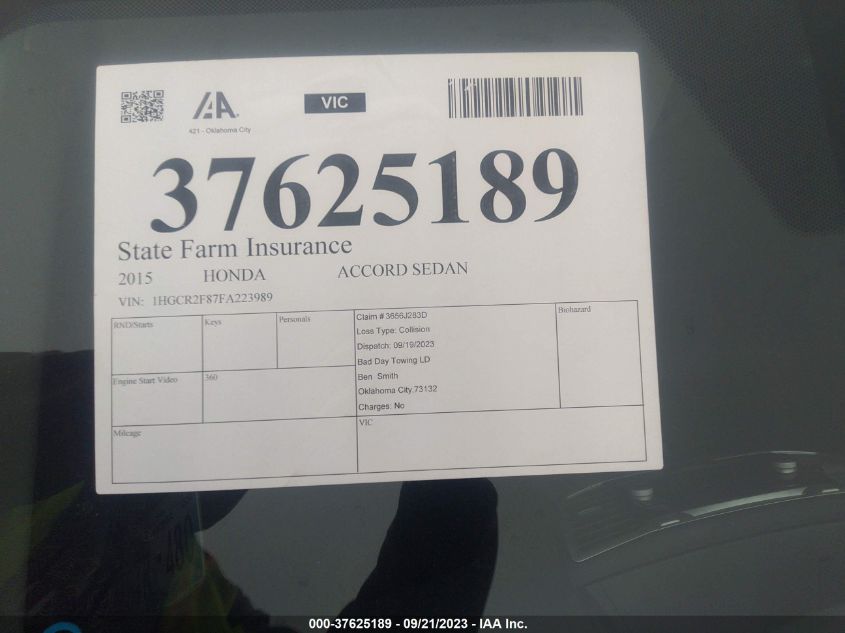 IAA
VIC
421 - Oklahoma City
37625189
State Farm Insurance
2015 HONDA ACCORD SEDAN
VIN: 1HGCR2F87FA223989
RND/Starts Keys Personals
Claim # 3656J283D
Biohazard
Loss Type: Collision
Dispatch: 09/19/2023
Bad Day Towing LD
Engine Start Video 360
Ben Smith
Oklahoma City,73132
Charges: No
Mileage VIC
000-37625189 - 09/21/2023 - IAA Inc.